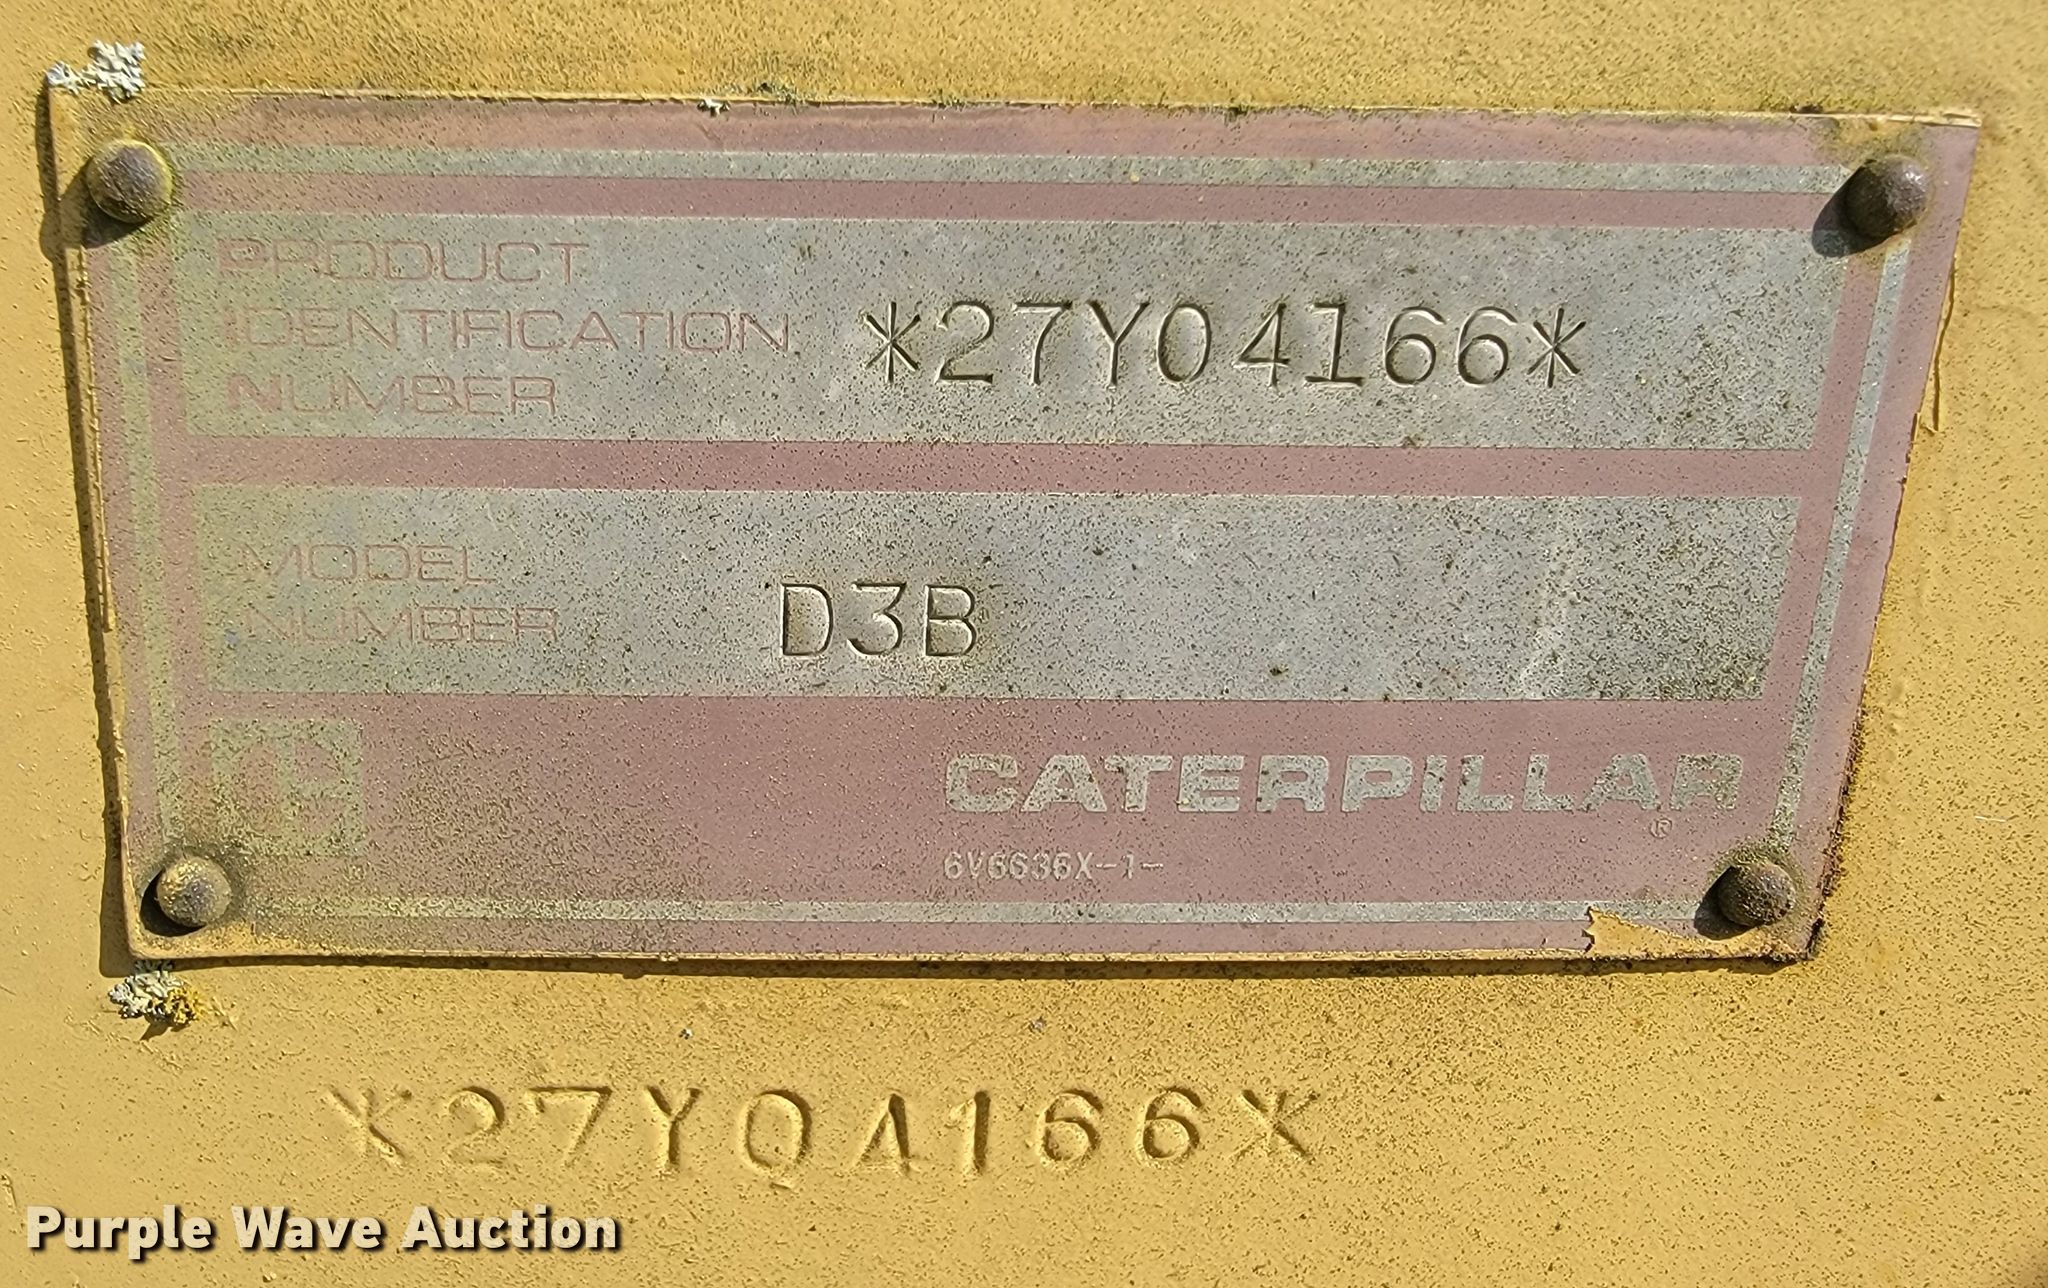 PRODUCT
IDENTIFICATION
NUMBER
*27Y04166*
MODEL
NUMBER
D3B
CATERPILLAR
®
6V6636X-1-
*27Y04166*
Purple Wave Auction